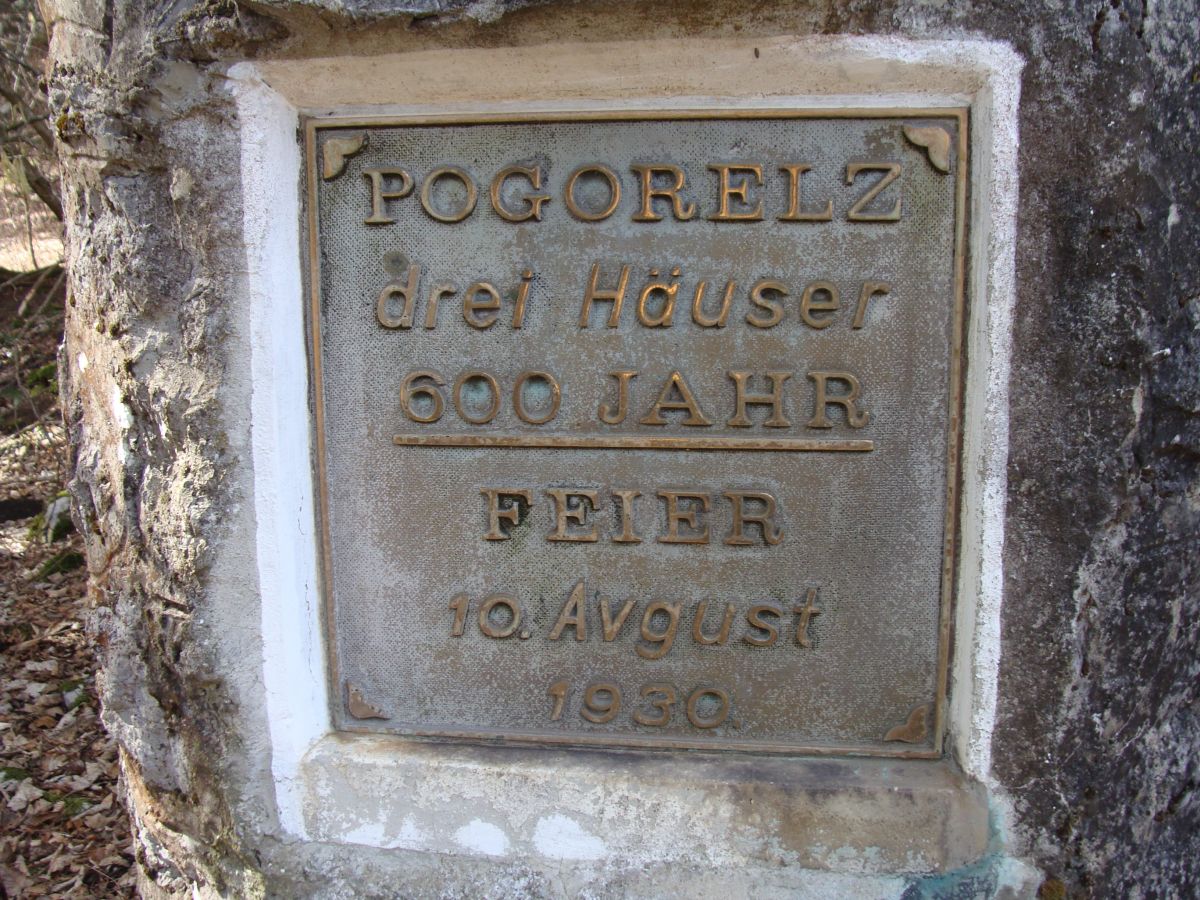 POGORELZ
drei Häuser
600 JAHR
FEIER
10. Avgust
1930.